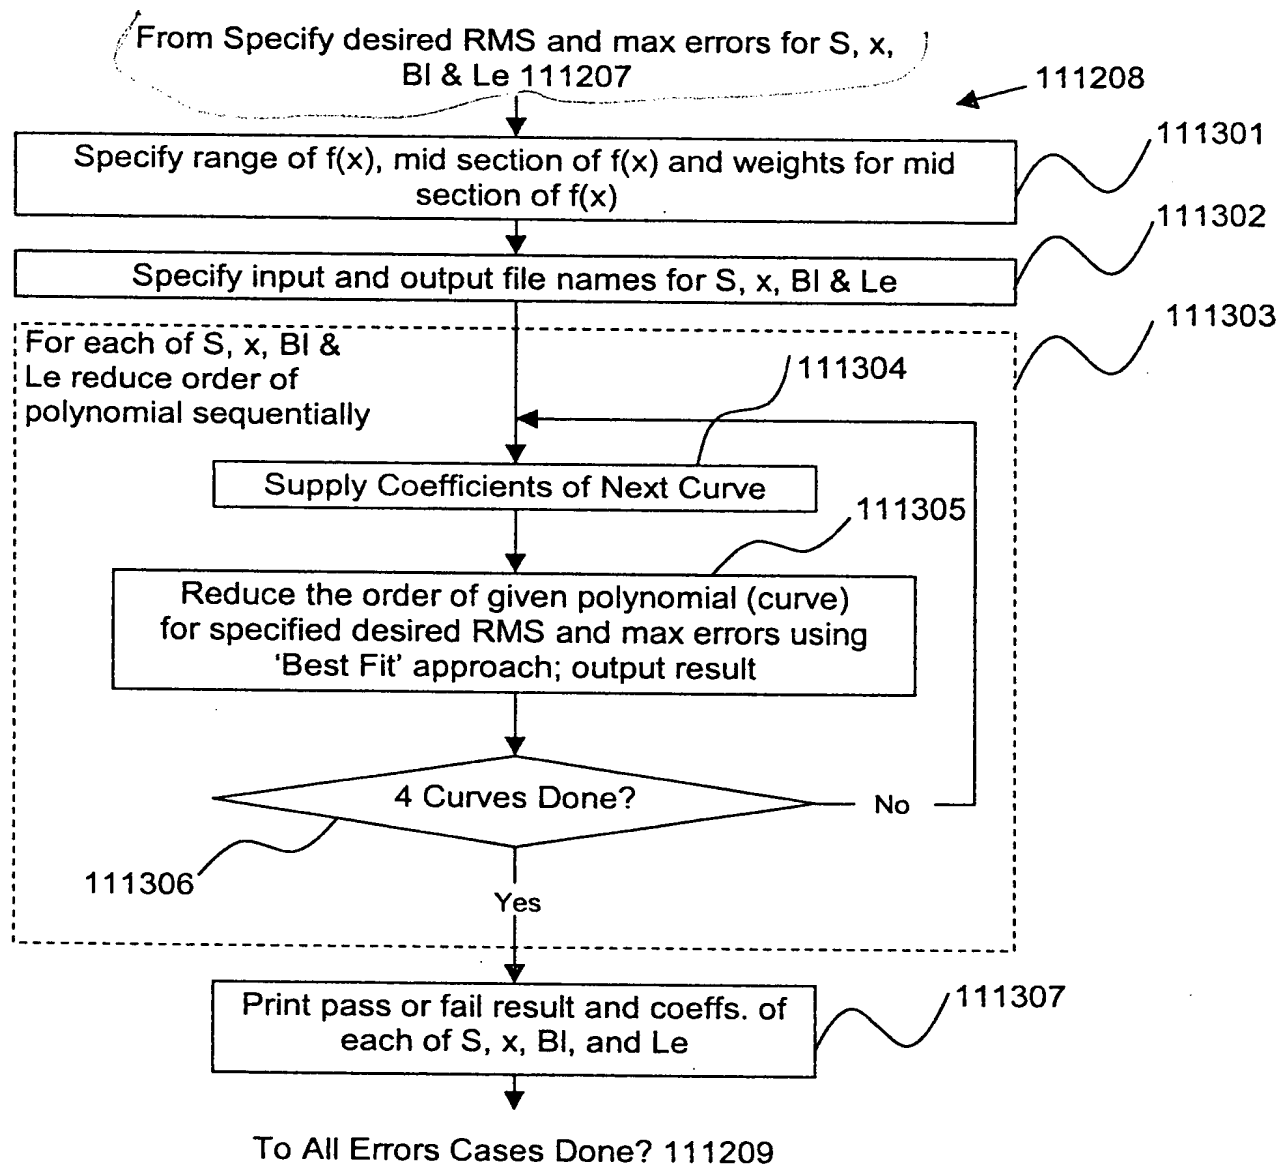 From Specify desired RMS and max errors for S, x,
Bl & Le 111207
111208
111301
Specify range of f(x), mid section of f(x) and weights for mid
section of f(x)
111302
Specify input and output file names for S, x, Bl & Le
111303
For each of S, x, Bl &
Le reduce order of
polynomial sequentially
111304
Supply Coefficients of Next Curve
111305
Reduce the order of given polynomial (curve)
for specified desired RMS and max errors using
‘Best Fit’ approach; output result
4 Curves Done?
No
111306
Yes
Print pass or fail result and coeffs. of
each of S, x, Bl, and Le
111307
To All Errors Cases Done? 111209